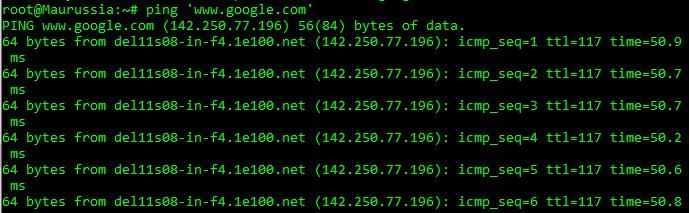 root@Maurussia:~# ping 'www.google.com'
PING www.google.com (142.250.77.196) 56(84) bytes of data.
64 bytes from del11s08-in-f4.1e100.net (142.250.77.196): icmp_seq=1 ttl=117 time=50.9
ms
64 bytes from del11s08-in-f4.1e100.net (142.250.77.196): icmp_seq=2 ttl=117 time=50.7
ms
64 bytes from del11s08-in-f4.1e100.net (142.250.77.196): icmp_seq=3 ttl=117 time=50.7
ms
64 bytes from del11s08-in-f4.1e100.net (142.250.77.196): icmp_seq=4 ttl=117 time=50.2
ms
64 bytes from del11s08-in-f4.1e100.net (142.250.77.196): icmp_seq=5 ttl=117 time=50.6
ms
64 bytes from del11s08-in-f4.1e100.net (142.250.77.196): icmp_seq=6 ttl=117 time=50.8